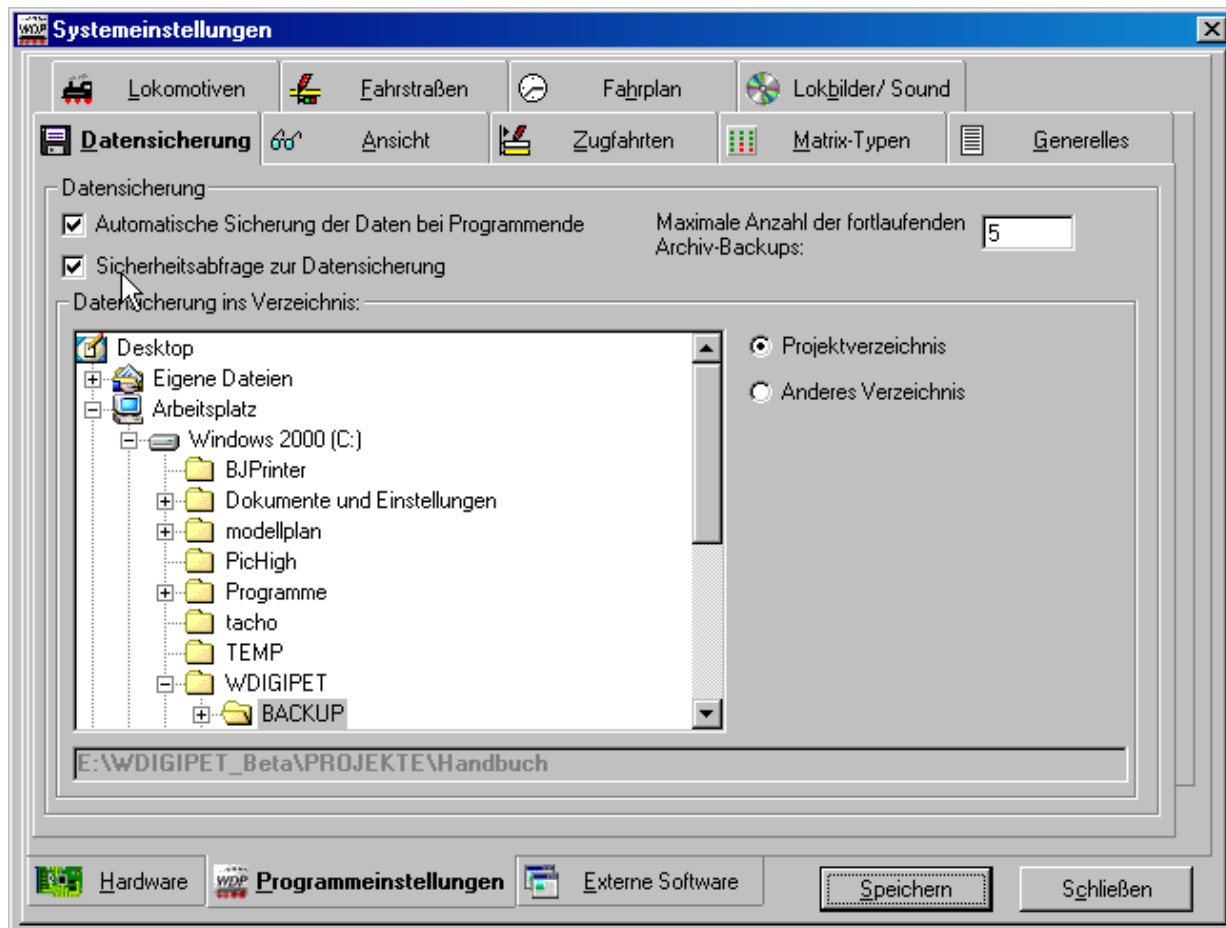 WDP Systemeinstellungen
Lokomotiven Fahrstraßen Fahrplan Lokbilder/ Sound
Datensicherung Ansicht Zugfahrten Matrix-Typen Generelles
Datensicherung
Automatische Sicherung der Daten bei Programmende
Maximale Anzahl der fortlaufenden 5
Archiv-Backups:
Sicherheitsabfrage zur Datensicherung
Datensicherung ins Verzeichnis:
Desktop
Eigene Dateien
Arbeitsplatz
Windows 2000 (C:)
BJPrinter
Dokumente und Einstellungen
modellplan
PicHigh
Programme
tacho
TEMP
WDIGIPET
BACKUP
Projektverzeichnis
Anderes Verzeichnis
E:\WDIGIPET_Beta\PROJEKTE\Handbuch
Hardware WDP Programmeinstellungen Externe Software
Speichern Schließen